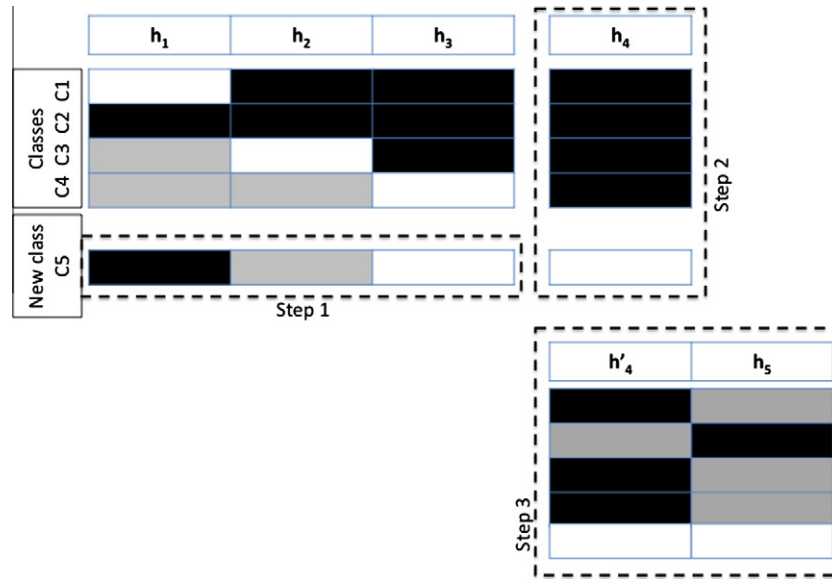 h₁ h₂ h₃ h₄
Classes
C1
C2
C3
C4
New class
C5
Step 1
Step 2
h'₄ h₅
Step 3